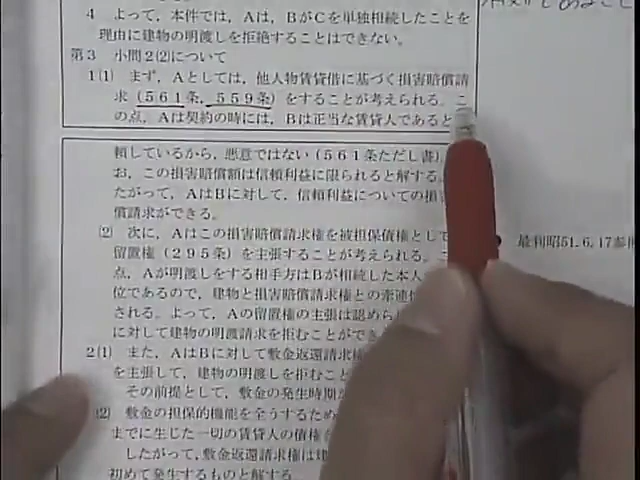 4 よって，本件では，Aは，BがCを単独相続したことを
理由に建物の明渡しを拒絶することはできない。
第3 小問2(2)について
1(1) まず，Aとしては，他人物賃貸借に基づく損害賠償請
求（561条，559条）をすることが考えられる。こ
の点，Aは契約の時には，Bは正当な賃貸人であると
頼しているから，悪意ではない（561条ただし書）
お，この損害賠償額は信頼利益に限られると解する。
たがって，AはBに対して，信頼利益についての損
償請求ができる。
(2) 次に，Aはこの損害賠償請求権を被担保債権として
留置権（295条）を主張することが考えられる。
最判昭51.6.17参
点，Aが明渡しをする相手方はBが相続した本人
位であるので，建物と損害賠償請求権との牽連
される。よって，Aの留置権の主張は認めら
に対して建物の明渡請求を拒むことができ
2(1) また，AはBに対して敷金返還請求
を主張して，建物の明渡しを拒むこと
その前提として，敷金の発生時期
(2) 敷金の担保的機能を全うするため
までに生じた一切の賃貸人の債権
したがって，敷金返還請求権は
初めて発生するものと解する。